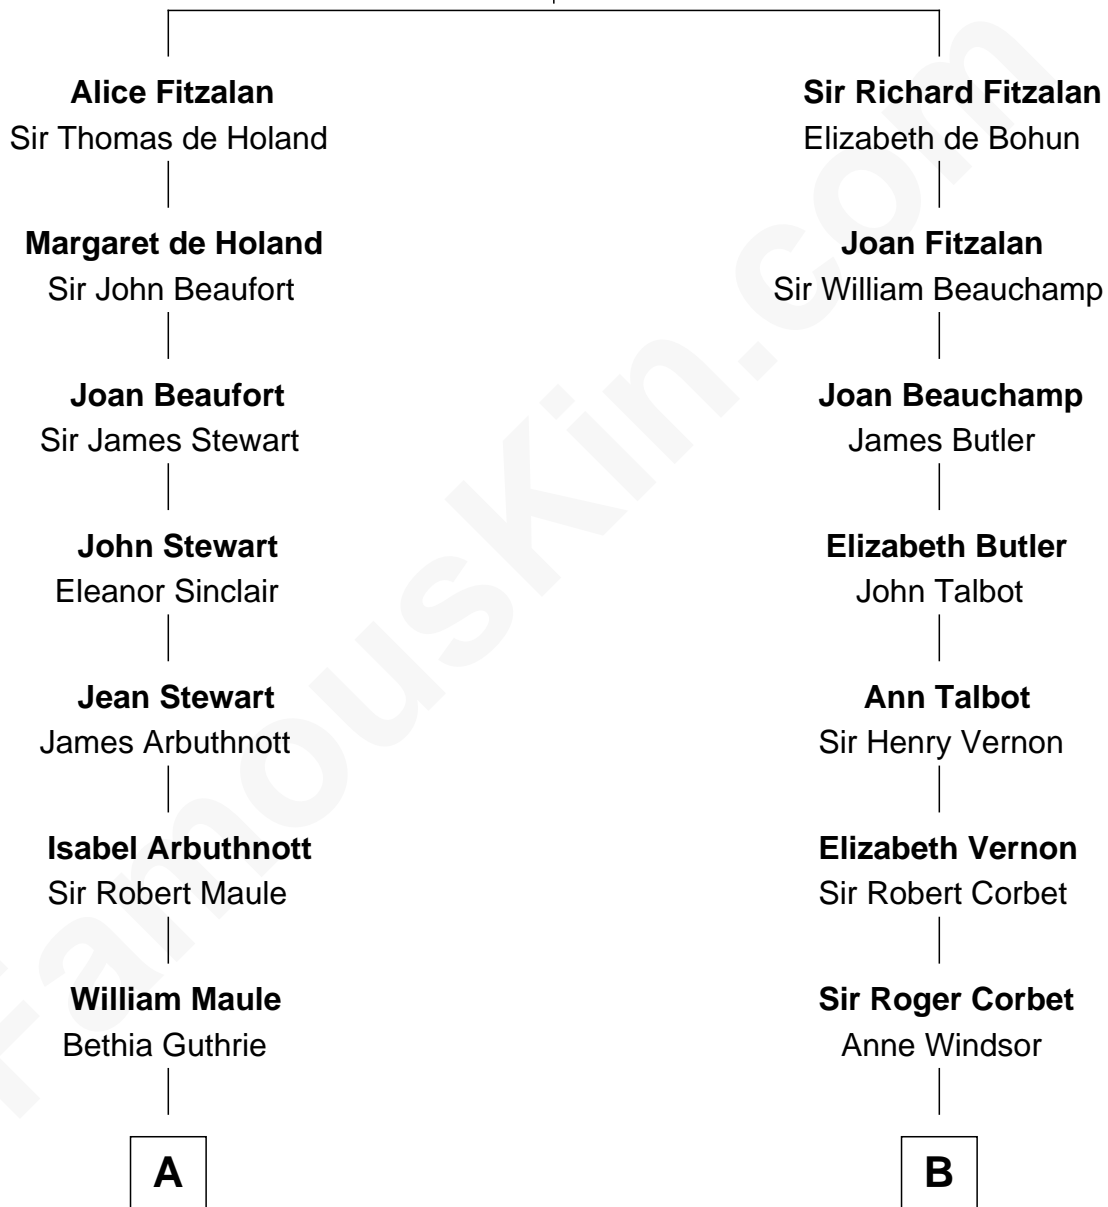 Alice Fitzalan
Sir Thomas de Holand
Margaret de Holand
Sir John Beaufort
Joan Beaufort
Sir James Stewart
John Stewart
Eleanor Sinclair
Jean Stewart
James Arbuthnott
Isabel Arbuthnott
Sir Robert Maule
William Maule
Bethia Guthrie
A
Sir Richard Fitzalan
Elizabeth de Bohun
Joan Fitzalan
Sir William Beauchamp
Joan Beauchamp
James Butler
Elizabeth Butler
John Talbot
Ann Talbot
Sir Henry Vernon
Elizabeth Vernon
Sir Robert Corbet
Sir Roger Corbet
Anne Windsor
B
FamousKin.com